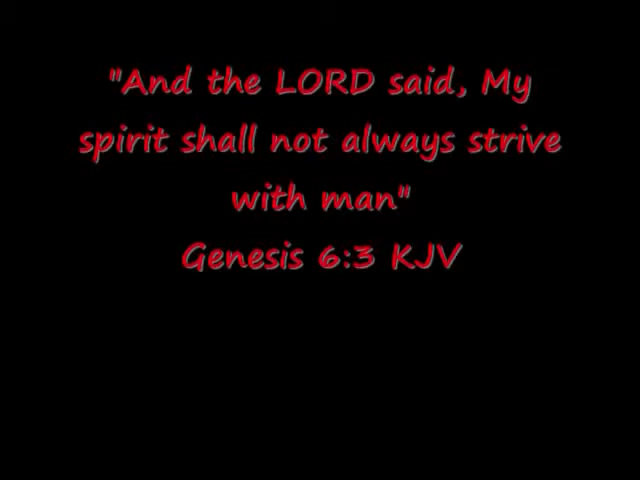 "And the LORD said, My
spirit shall not always strive
with man"
Genesis 6:3 KJV